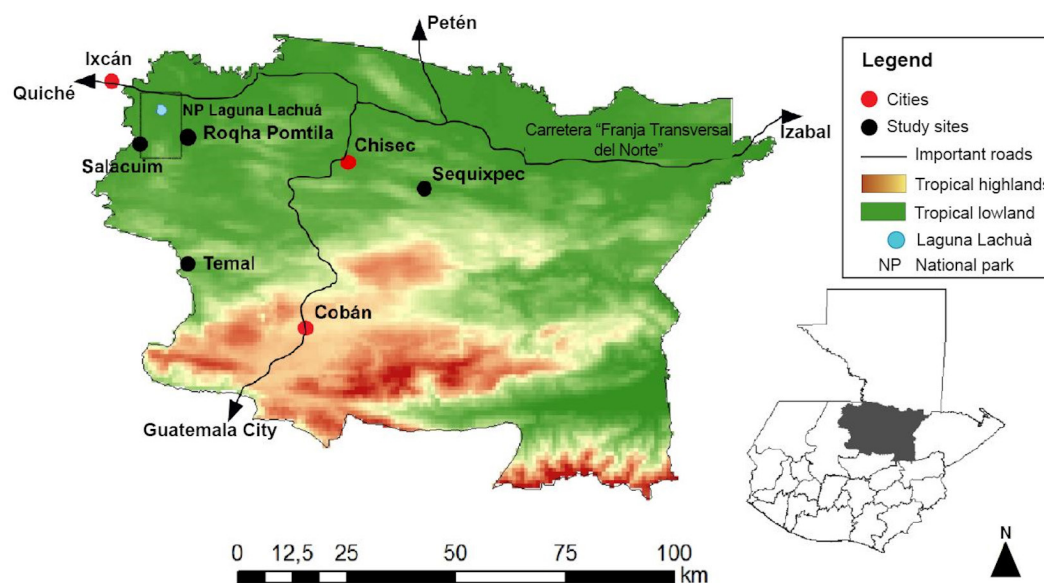 Petén
Ixcán
Quiché
NP Laguna Lachuá
Roqha Pomtila
Salacuim
Chisec
Sequixpec
Carretera “Franja Transversal
del Norte”
Izabal
Temal
Cobán
Guatemala City
Legend
Cities
Study sites
Important roads
Tropical highlands
Tropical lowland
Laguna Lachuà
NP National park
0 12,5 25 50 75 100
km
N